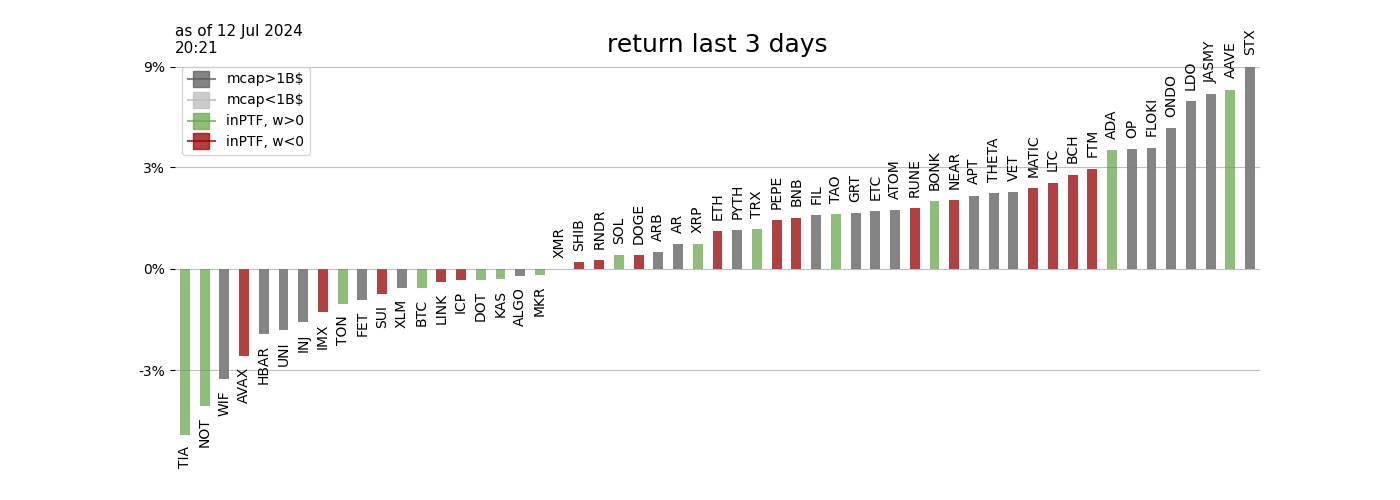 as of 12 Jul 2024
20:21
return last 3 days
9%
3%
0%
-3%
mcap>1B$
mcap<1B$
inPTF, w>0
inPTF, w<0
TIA
NOT
WIF
AVAX
HBAR
UNI
INJ
IMX
TON
FET
SUI
XLM
BTC
LINK
ICP
DOT
KAS
ALGO
MKR
XMR
SHIB
RNDR
SOL
DOGE
ARB
AR
XRP
ETH
PYTH
TRX
PEPE
BNB
FIL
TAO
GRT
ETC
ATOM
RUNE
BONK
NEAR
APT
THETA
VET
MATIC
LTC
BCH
FTM
ADA
OP
FLOKI
ONDO
LDO
JASMY
AAVE
STX